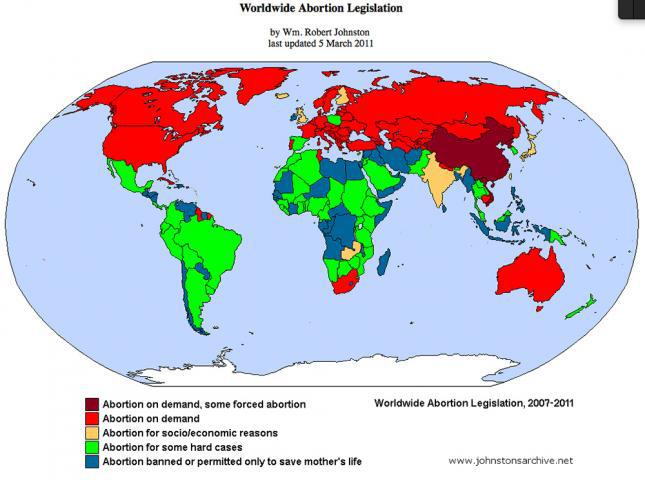 Worldwide Abortion Legislation
by Wm. Robert Johnston
last updated 5 March 2011
Abortion on demand, some forced abortion
Worldwide Abortion Legislation, 2007-2011
Abortion on demand
Abortion for socio/economic reasons
Abortion for some hard cases
Abortion banned or permitted only to save mother's life
www.johnstonsarchive.net